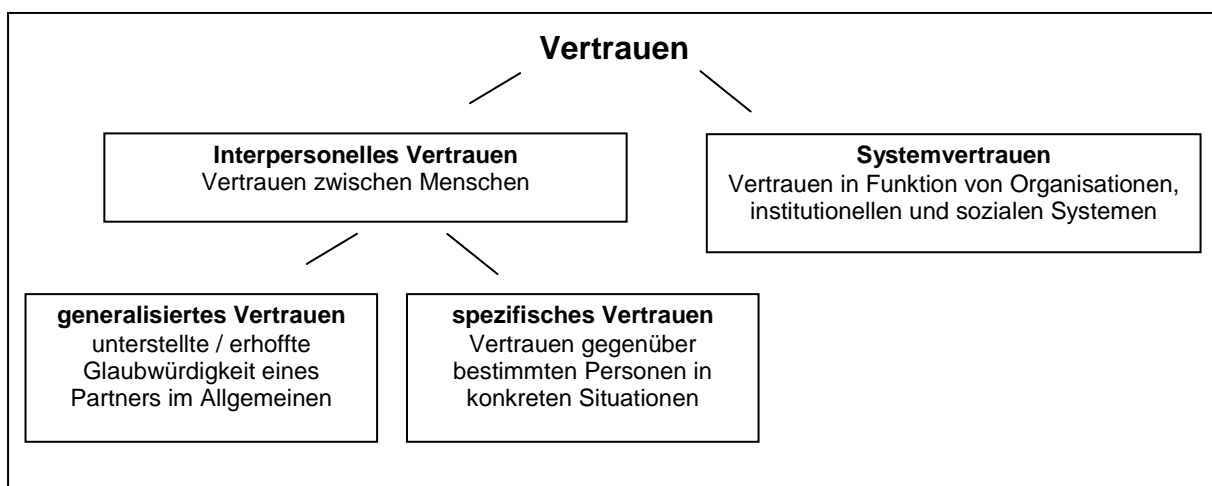 Vertrauen
Interpersonelles Vertrauen
Vertrauen zwischen Menschen
Systemvertrauen
Vertrauen in Funktion von Organisationen,
institutionellen und sozialen Systemen
generalisiertes Vertrauen
unterstellte / erhoffte
Glaubwürdigkeit eines
Partners im Allgemeinen
spezifisches Vertrauen
Vertrauen gegenüber
bestimmten Personen in
konkreten Situationen